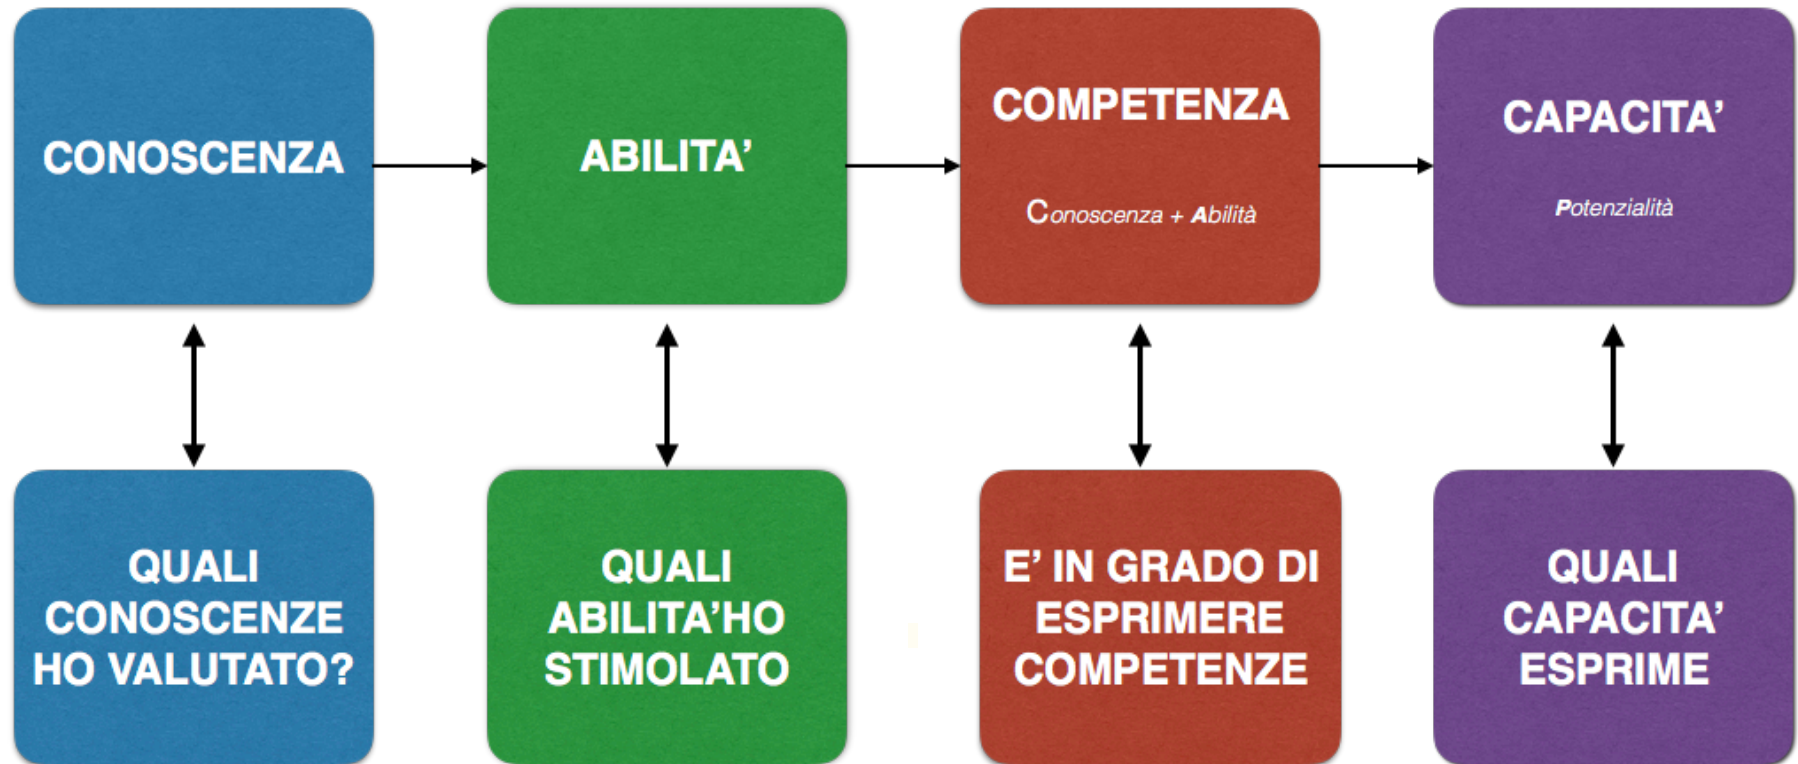 CONOSCENZA
ABILITA’
COMPETENZA
Conoscenza + Abilità
CAPACITA’
Potenzialità
QUALI
CONOSCENZE
HO VALUTATO?
QUALI
ABILITA’HO
STIMOLATO
E’ IN GRADO DI
ESPRIMERE
COMPETENZE
QUALI
CAPACITA’
ESPRIME